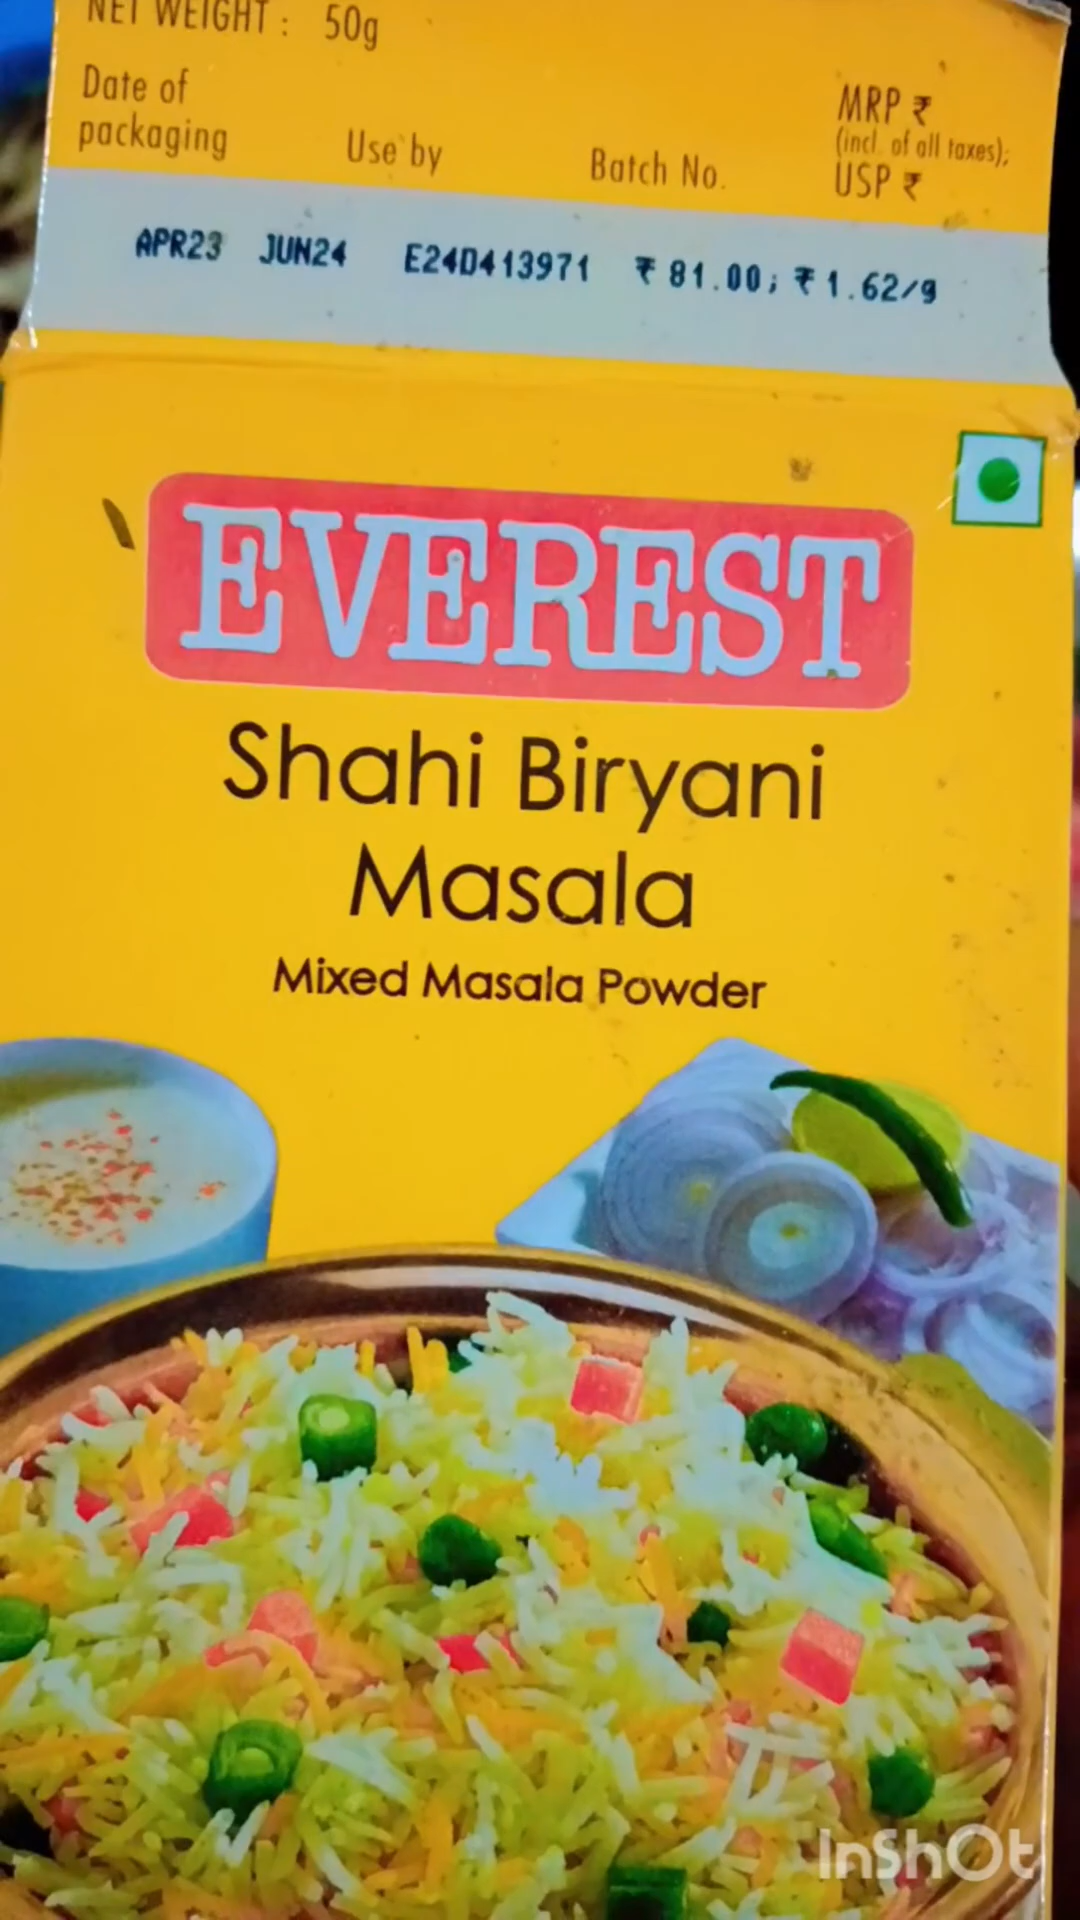 NET WEIGHT : 50g
Date of packaging
Use by
Batch No.
MRP ₹
(incl. of all taxes);
USP ₹
APR23 JUN24 E24D413971 ₹ 81.00; ₹ 1.62/g
EVEREST
Shahi Biryani
Masala
Mixed Masala Powder
InShOt